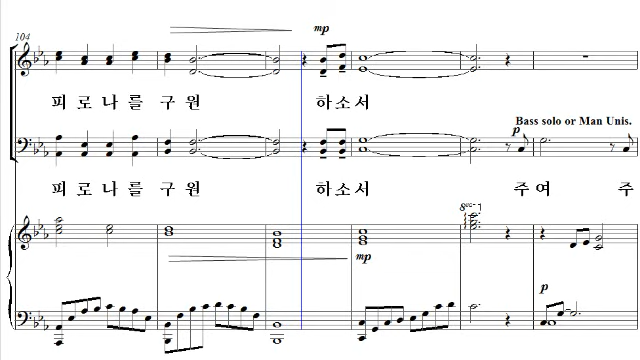 104
mp
피 로 나 를 구 원 하 소 서
Bass solo or Man Unis.
p
피 로 나 를 구 원 하 소 서 주 여 주
8va
mp
p